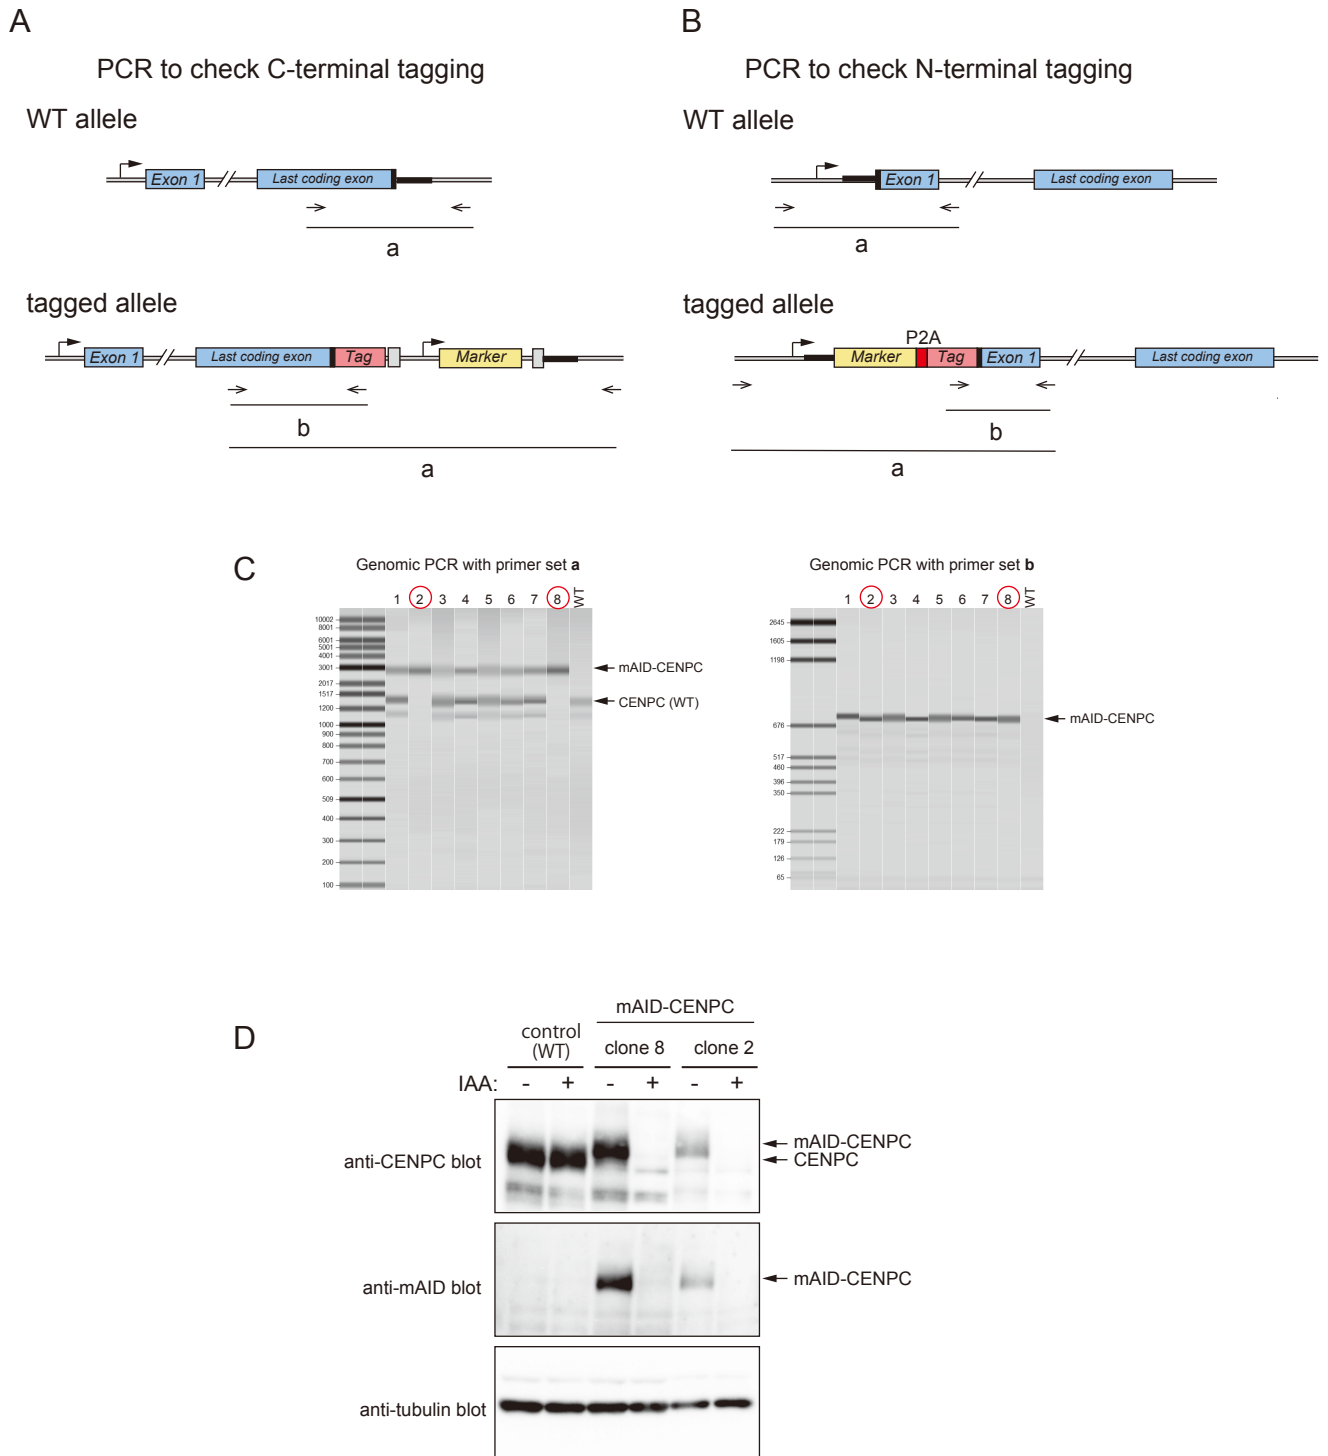 A
PCR to check C-terminal tagging
WT allele
Exon 1
Last coding exon
a
tagged allele
Exon 1
Last coding exon
Tag
Marker
b
a
B
PCR to check N-terminal tagging
WT allele
Exon 1
Last coding exon
a
tagged allele
P2A
Marker
Tag
Exon 1
Last coding exon
b
a
C
Genomic PCR with primer set a
1 2 3 4 5 6 7 8 WT
10002
8001
6001
5001
4001
3001
2017
1517
1200
1000
900
800
700
600
509
400
300
200
100
mAID-CENPC
CENPC (WT)
Genomic PCR with primer set b
1 2 3 4 5 6 7 8 WT
2645
1605
1198
676
517
460
396
350
222
179
126
65
mAID-CENPC
D
mAID-CENPC
control
(WT)
clone 8
clone 2
IAA: - + - + - +
anti-CENPC blot
mAID-CENPC
CENPC
anti-mAID blot
mAID-CENPC
anti-tubulin blot